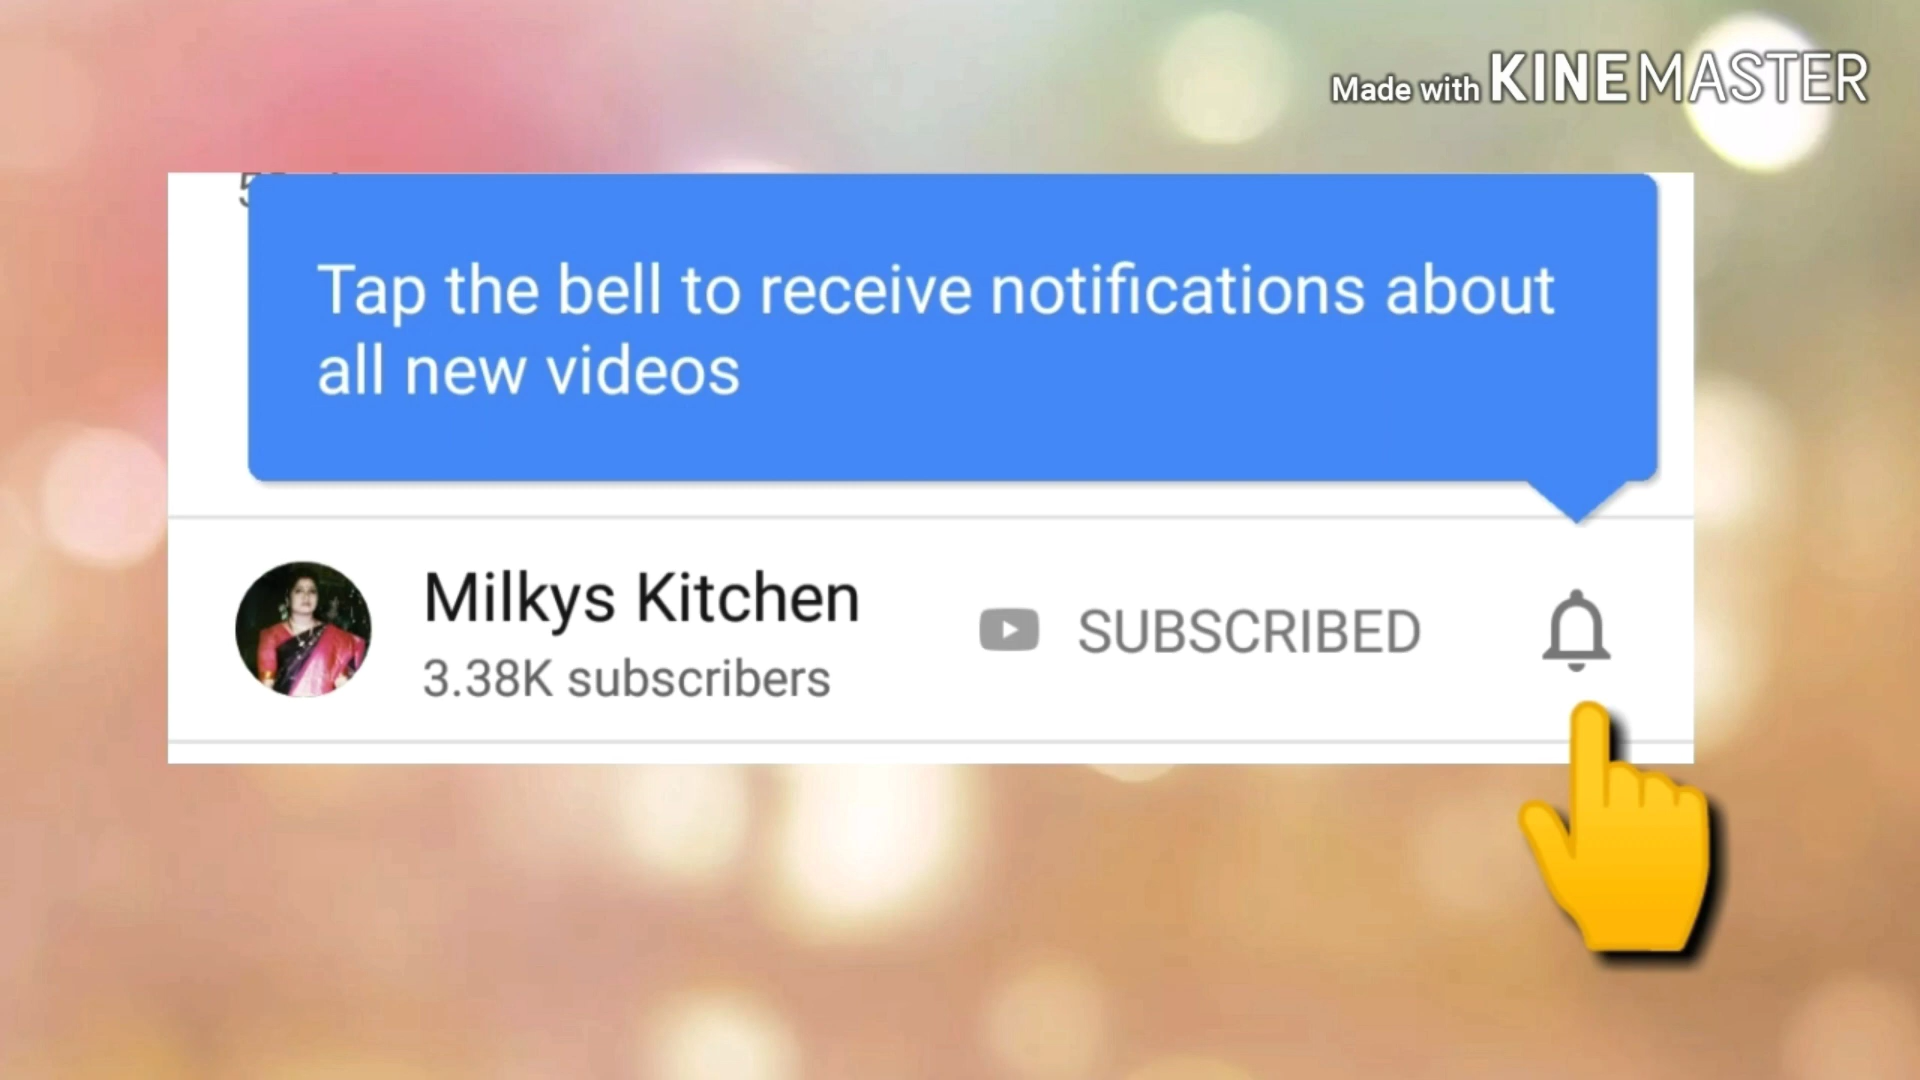 Made with KINEMASTER
Tap the bell to receive notifications about
all new videos
Milkys Kitchen
SUBSCRIBED
3.38K subscribers